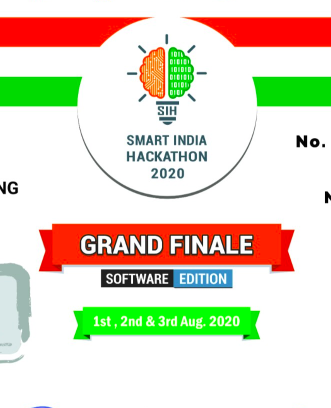 SIH
SMART INDIA
HACKATHON
2020
No.
NG
N
GRAND FINALE
SOFTWARE EDITION
1st , 2nd & 3rd Aug. 2020